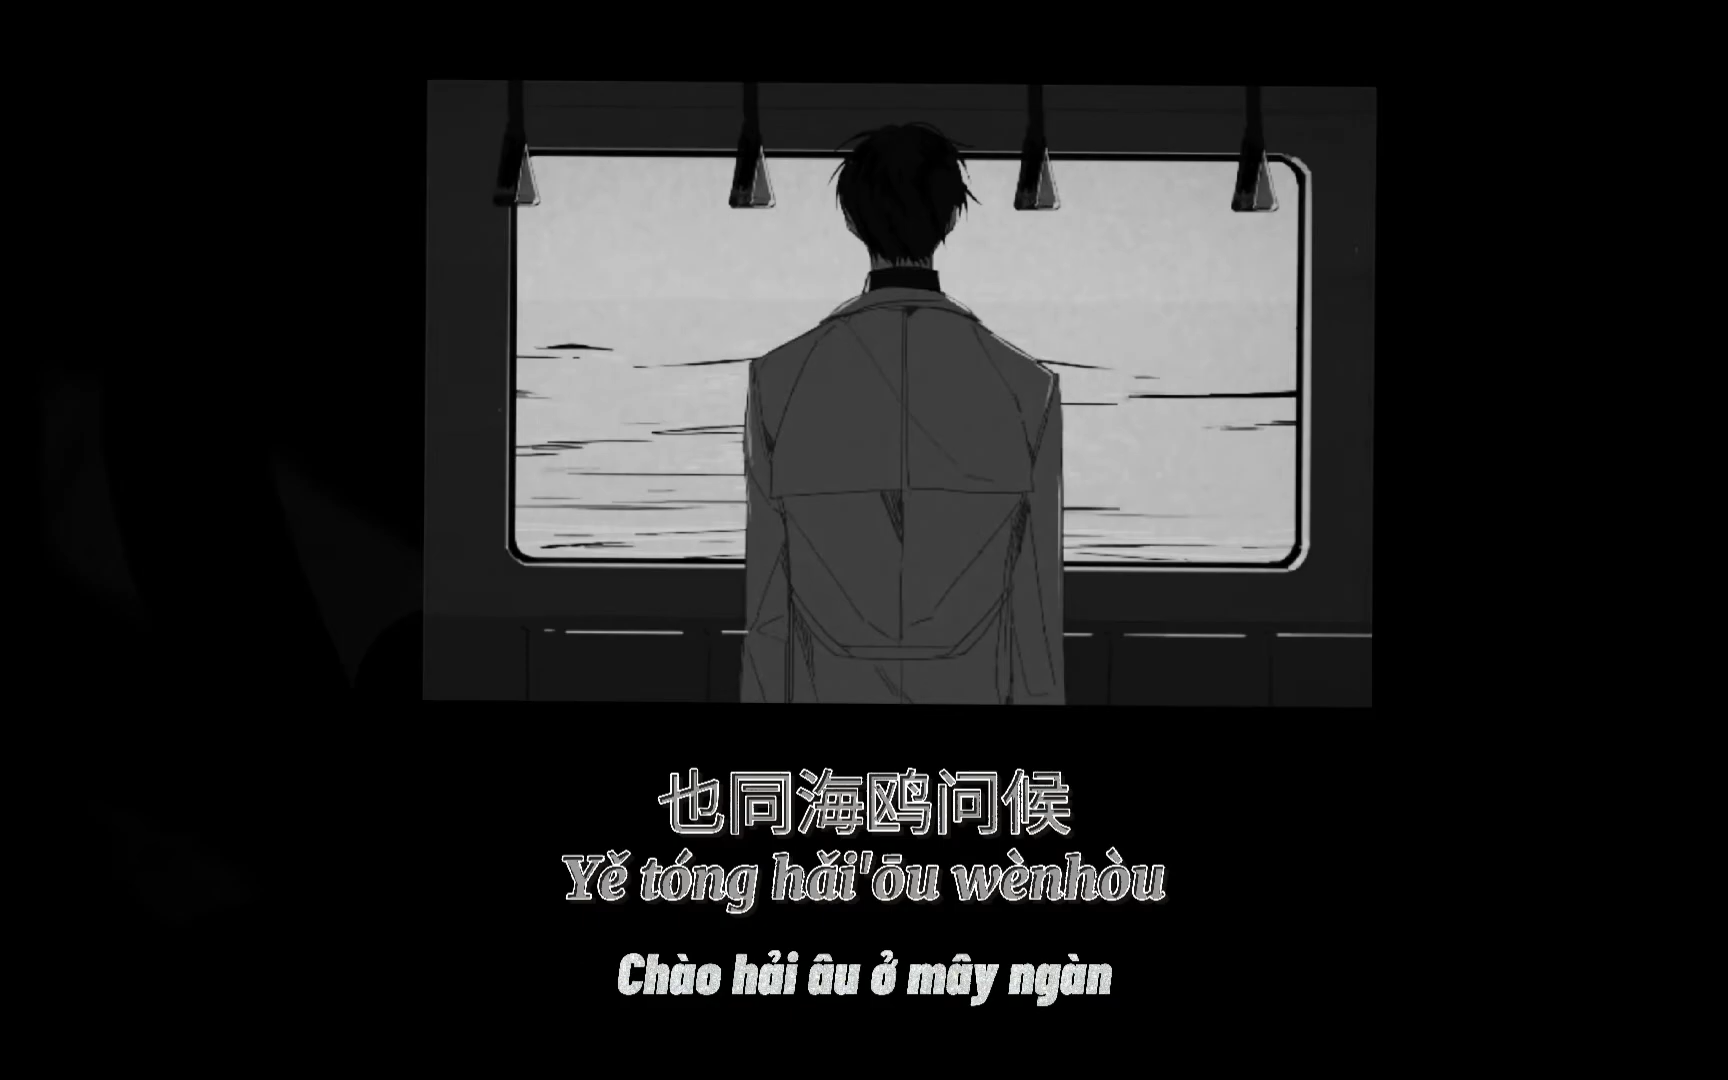 也同海鸥问候
Yě tóng hǎi'ōu wènhòu
Chào hải âu ở mây ngàn